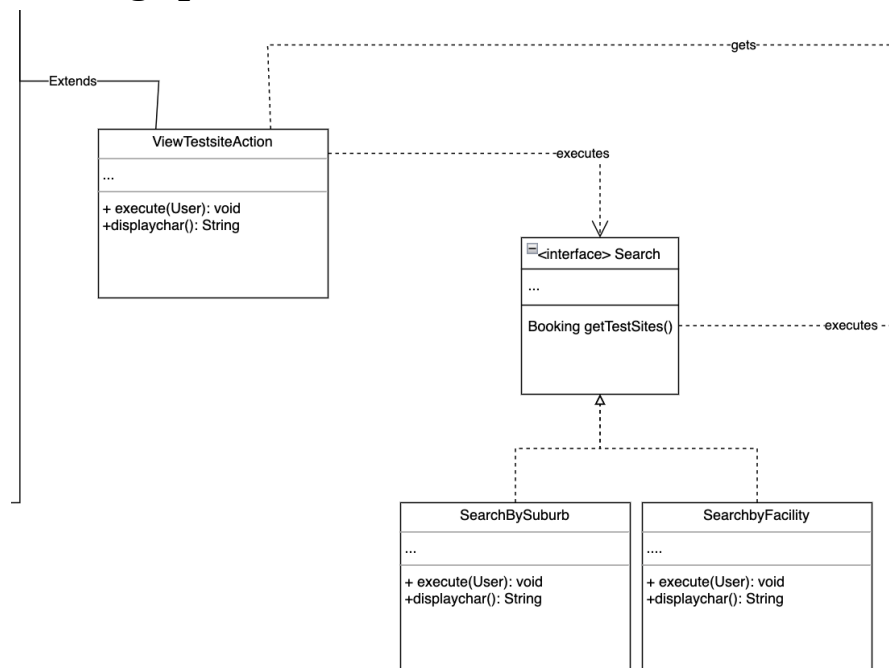 gets
Extends
ViewTestsiteAction
...
+ execute(User): void
+displaychar(): String
executes
<interface> Search
...
Booking getTestSites()
executes
SearchBySuburb
...
+ execute(User): void
+displaychar(): String
SearchbyFacility
....
+ execute(User): void
+displaychar(): String